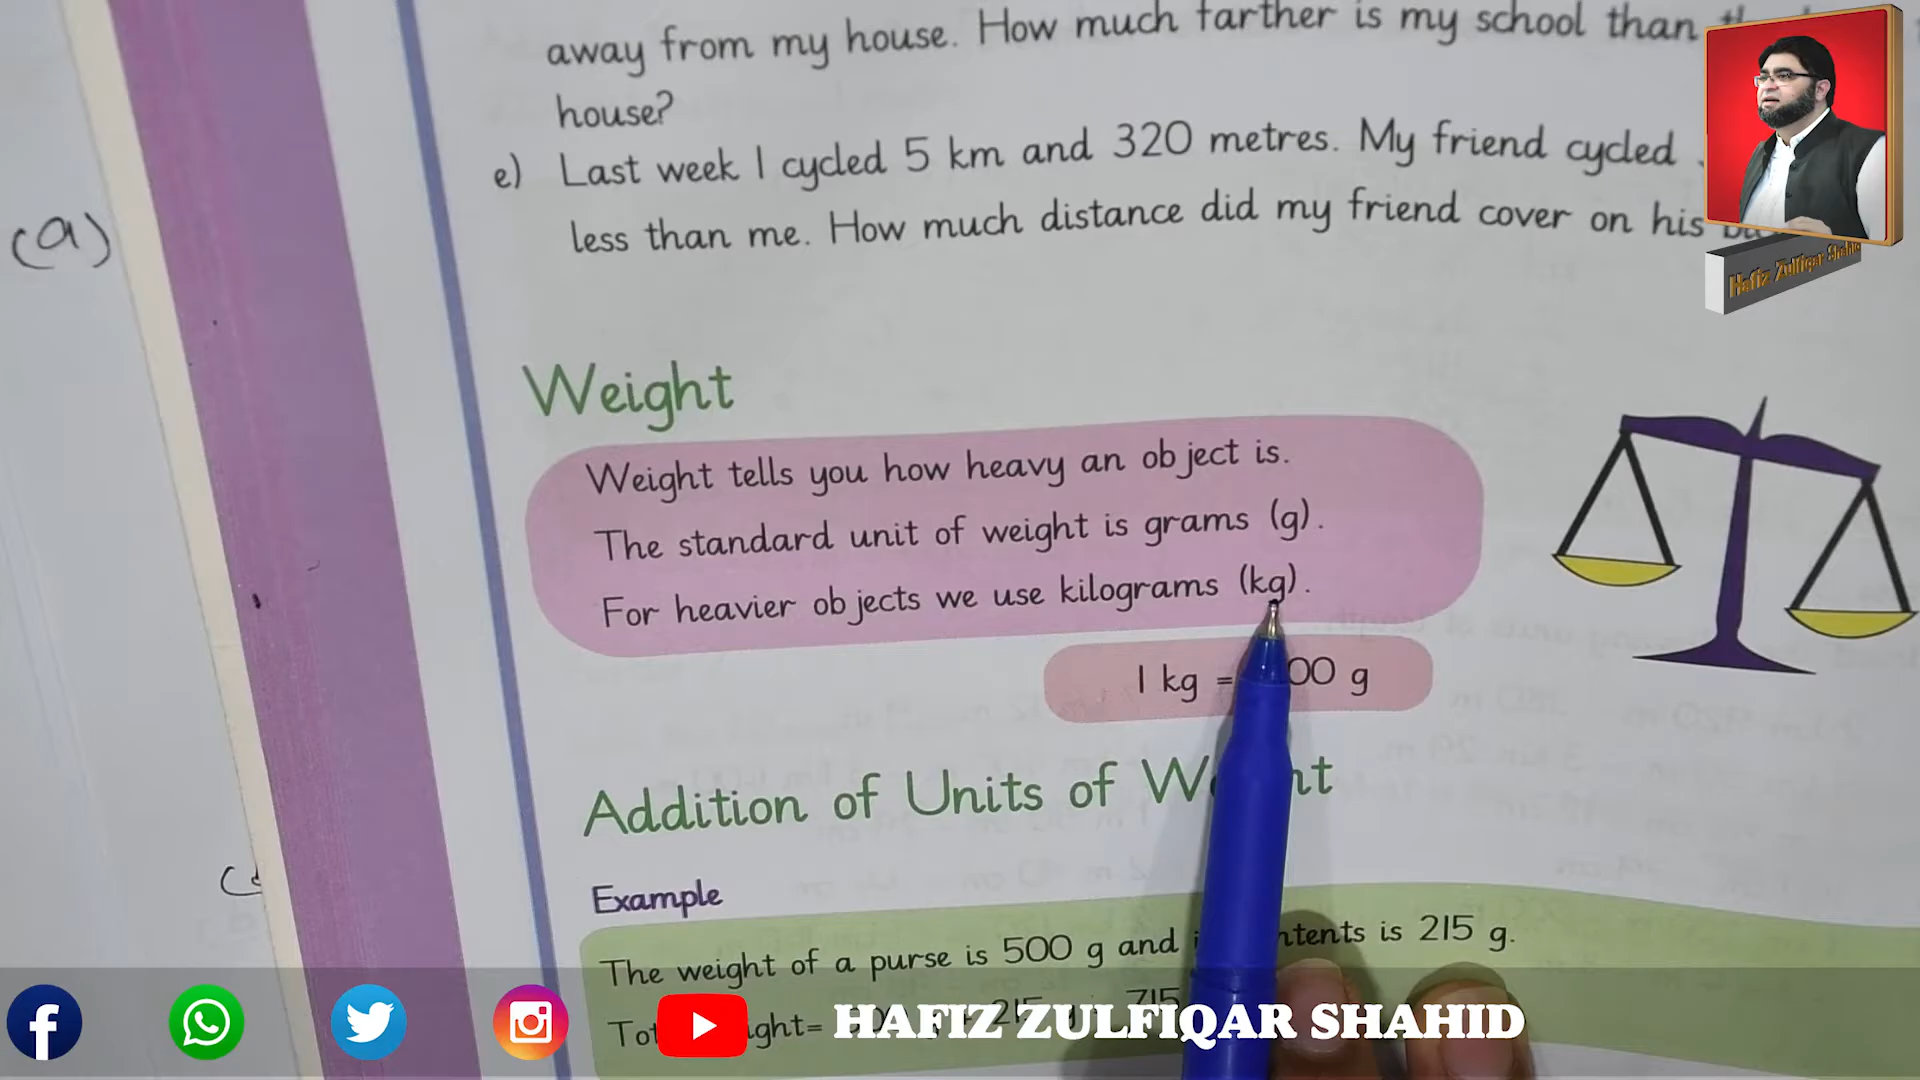 away from my house. How much farther is my school than
house?
e) Last week I cycled 5 km and 320 metres. My friend cycled
less than me. How much distance did my friend cover on his
(a)
Hafiz Zulfiqar Shahid
Weight
Weight tells you how heavy an object is.
The standard unit of weight is grams (g).
For heavier objects we use kilograms (kg).
1 kg = 00 g
Addition of Units of
Example
The weight of a purse is 500 g and is 215 g.
HAFIZ ZULFIQAR SHAHID